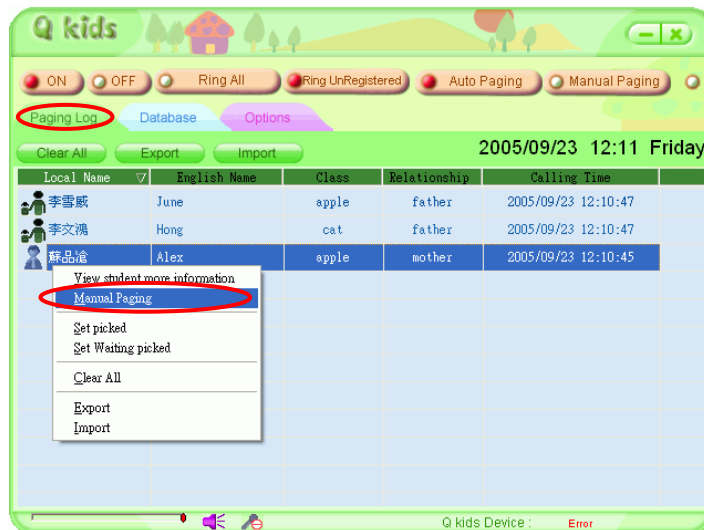 Q kids
ON OFF Ring All Ring UnRegistered Auto Paging Manual Paging
Paging Log Database Options
Clear All Export Import 2005/09/23 12:11 Friday
Local Name English Name Class Relationship Calling Time
李雪威 June apple father 2005/09/23 12:10:47
李文鴻 Hong cat father 2005/09/23 12:10:47
蘇品滄 Alex apple mother 2005/09/23 12:10:45
View student more information
Manual Paging
Set picked
Set Waiting picked
Clear All
Export
Import
Q kids Device : Error